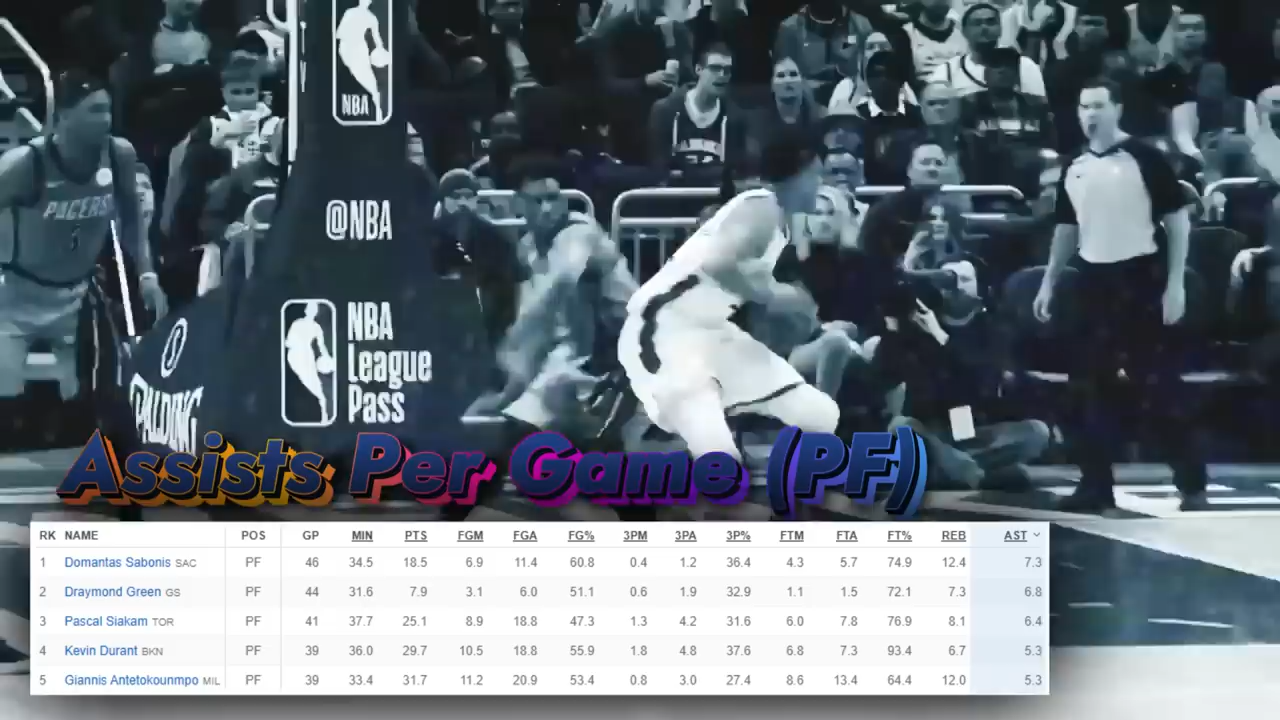 NBA
PACERS
@NBA
NBA
League
Pass
SPALDING
Assists Per Game (PF)
RK NAME POS GP MIN PTS FGM FGA FG% 3PM 3PA 3P% FTM FTA FT% REB AST
1 Domantas Sabonis SAC PF 46 34.5 18.5 6.9 11.4 60.8 0.4 1.2 36.4 4.3 5.7 74.9 12.4 7.3
2 Draymond Green GS PF 44 31.6 7.9 3.1 6.0 51.1 0.6 1.9 32.9 1.1 1.5 72.1 7.3 6.8
3 Pascal Siakam TOR PF 41 37.7 25.1 8.9 18.8 47.3 1.3 4.2 31.6 6.0 7.8 76.9 8.1 6.4
4 Kevin Durant BKN PF 39 36.0 29.7 10.5 18.8 55.9 1.8 4.8 37.6 6.8 7.3 93.4 6.7 5.3
5 Giannis Antetokounmpo MIL PF 39 33.4 31.7 11.2 20.9 53.4 0.8 3.0 27.4 8.6 13.4 64.4 12.0 5.3